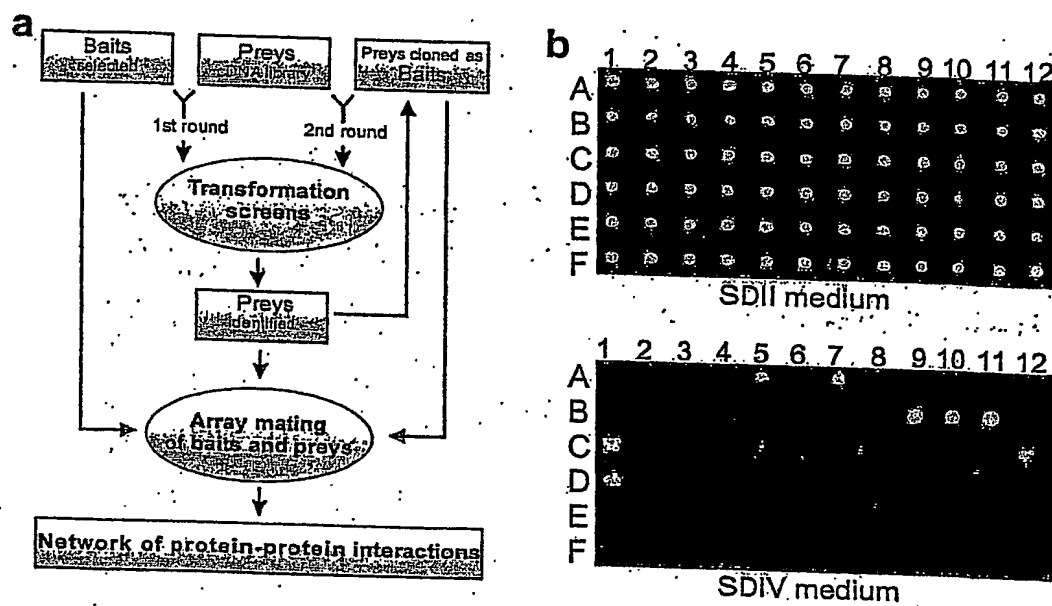 a
Baits
selected
Preys
cDNA library
Preys cloned as
Baits
1st round
2nd round
Transformation
screens
Preys
identified
Array mating
of baits and preys
Network of protein-protein interactions
b
1 2 3 4 5 6 7 8 9 10 11 12
A
B
C
D
E
F
SDII medium
1 2 3 4 5 6 7 8 9 10 11 12
A
B
C
D
E
F
SDIV medium